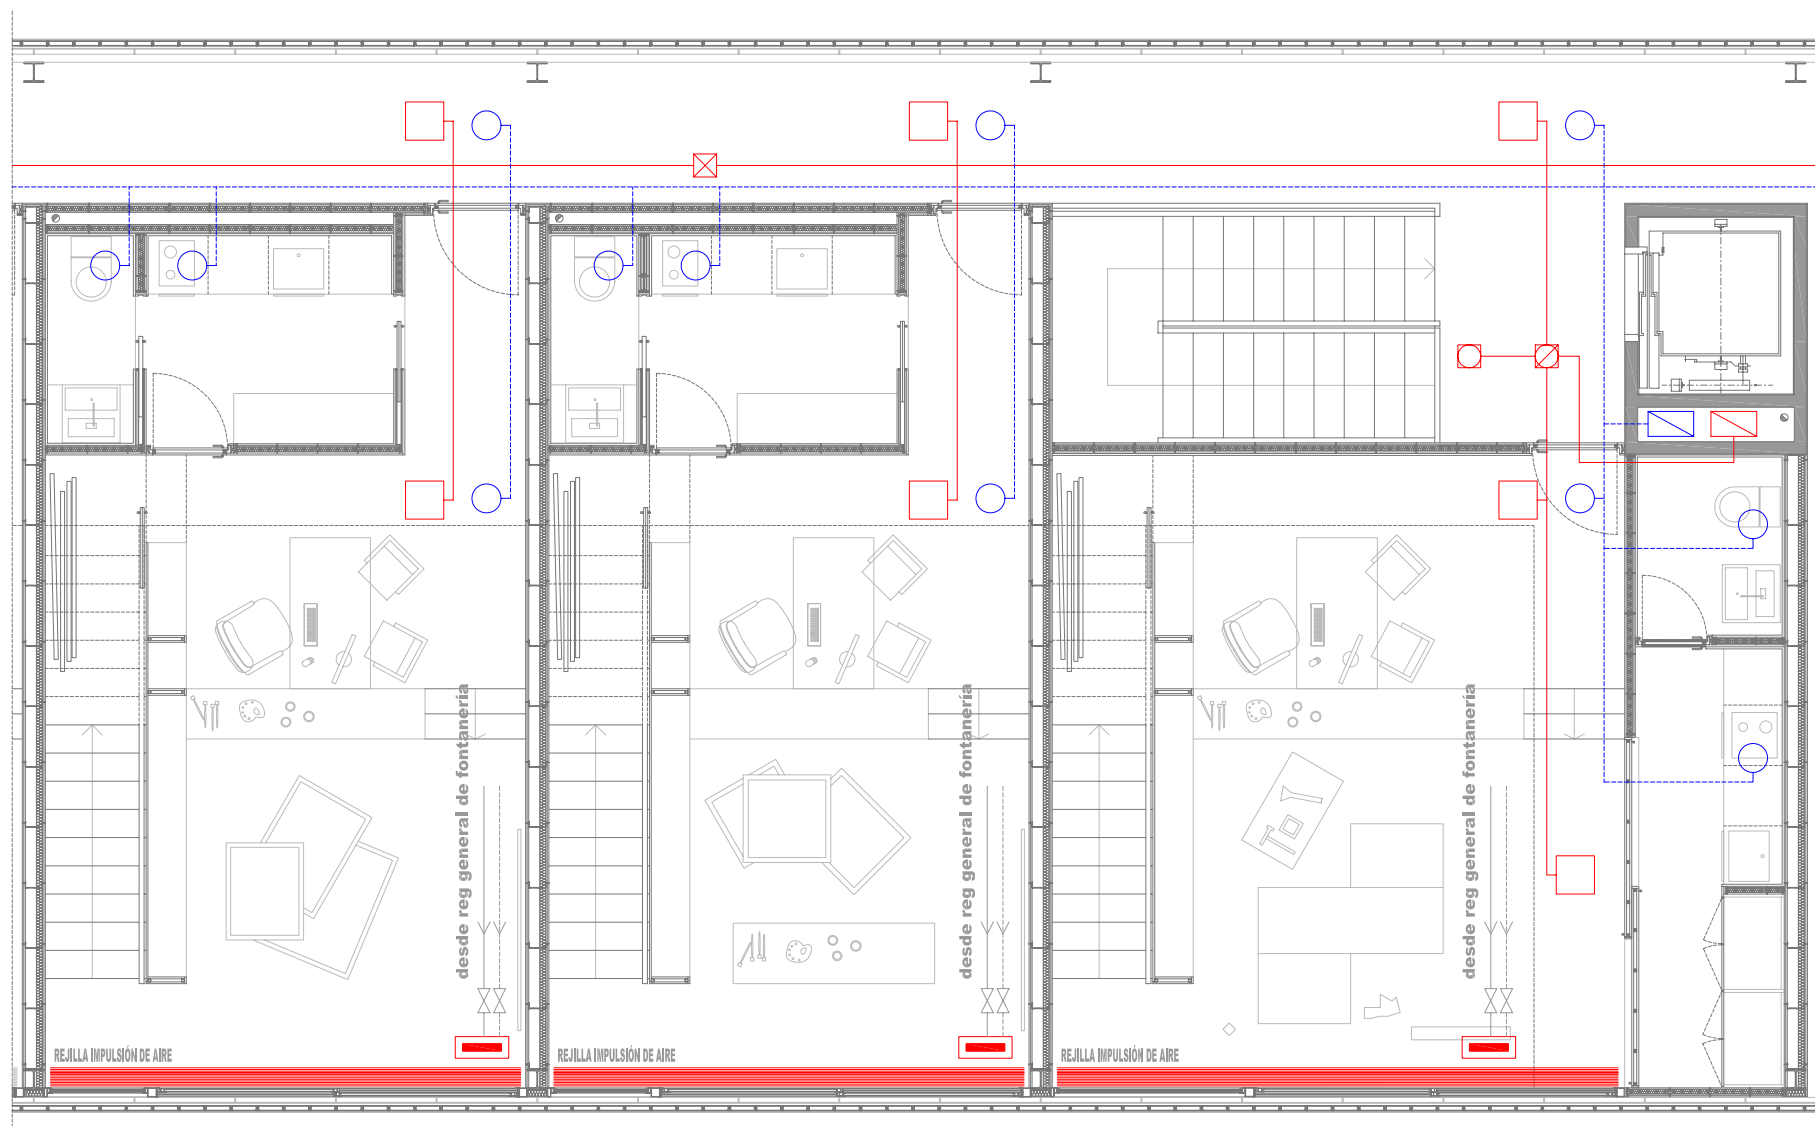 desde reg general de fontanería
desde reg general de fontanería
desde reg general de fontanería
TOY
REJILLA IMPULSIÓN DE AIRE
REJILLA IMPULSIÓN DE AIRE
REJILLA IMPULSIÓN DE AIRE